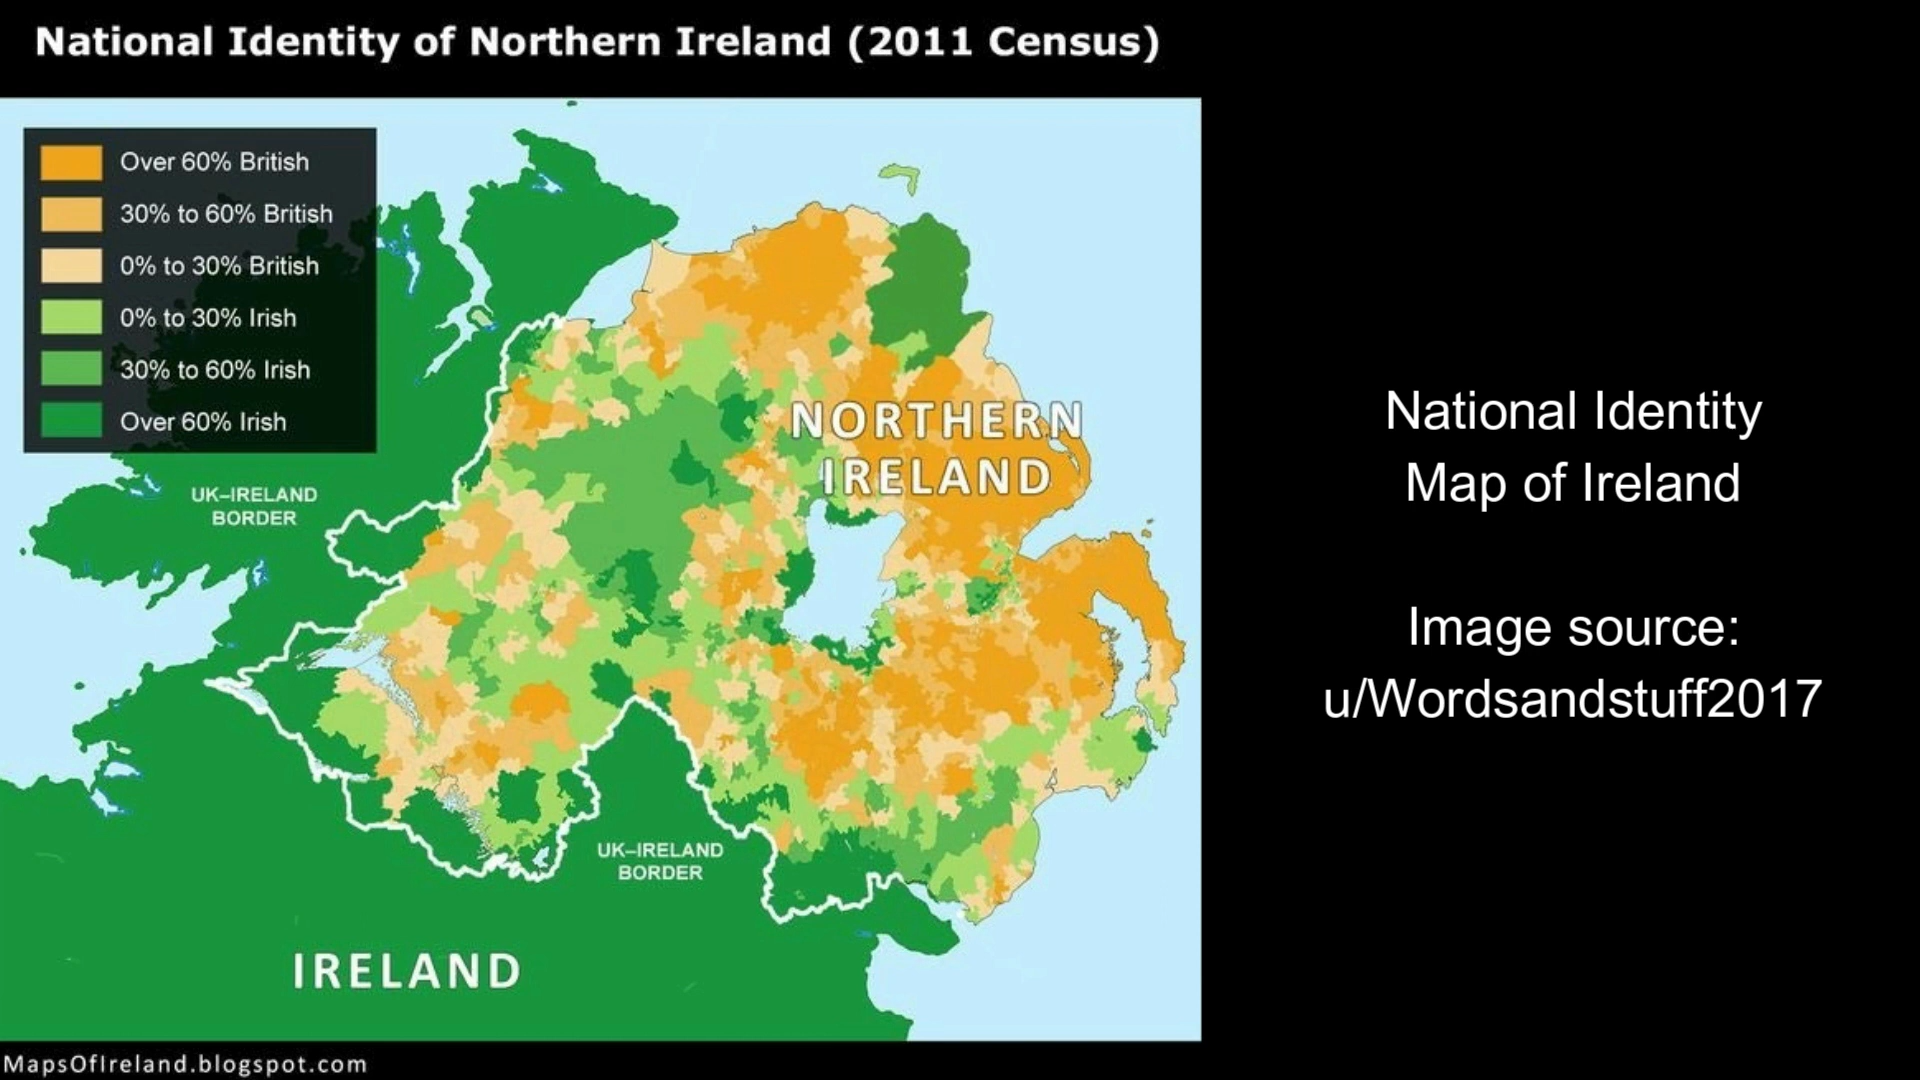 National Identity of Northern Ireland (2011 Census)
Over 60% British
30% to 60% British
0% to 30% British
0% to 30% Irish
30% to 60% Irish
Over 60% Irish
NORTHERN
IRELAND
UK–IRELAND
BORDER
UK–IRELAND
BORDER
IRELAND
MapsOfIreland.blogspot.com
National Identity
Map of Ireland
Image source:
u/Wordsandstuff2017